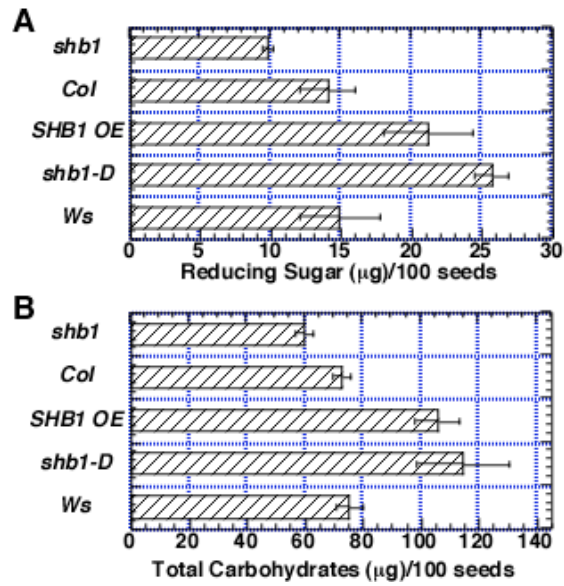 A
shb1
Col
SHB1 OE
shb1-D
Ws
0 5 10 15 20 25 30
Reducing Sugar (μg)/100 seeds
B
shb1
Col
SHB1 OE
shb1-D
Ws
0 20 40 60 80 100 120 140
Total Carbohydrates (μg)/100 seeds